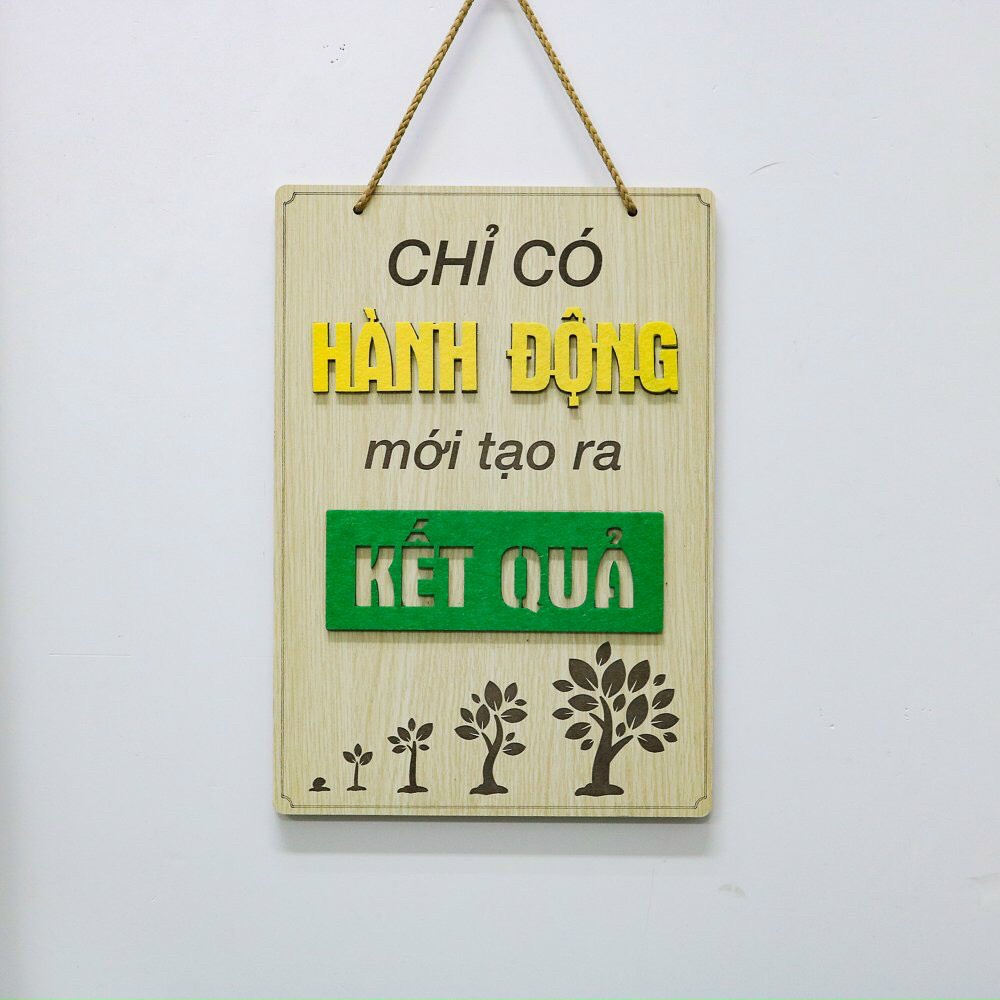 CHỈ CÓ
HÀNH ĐỘNG
mới tạo ra
KẾT QUẢ